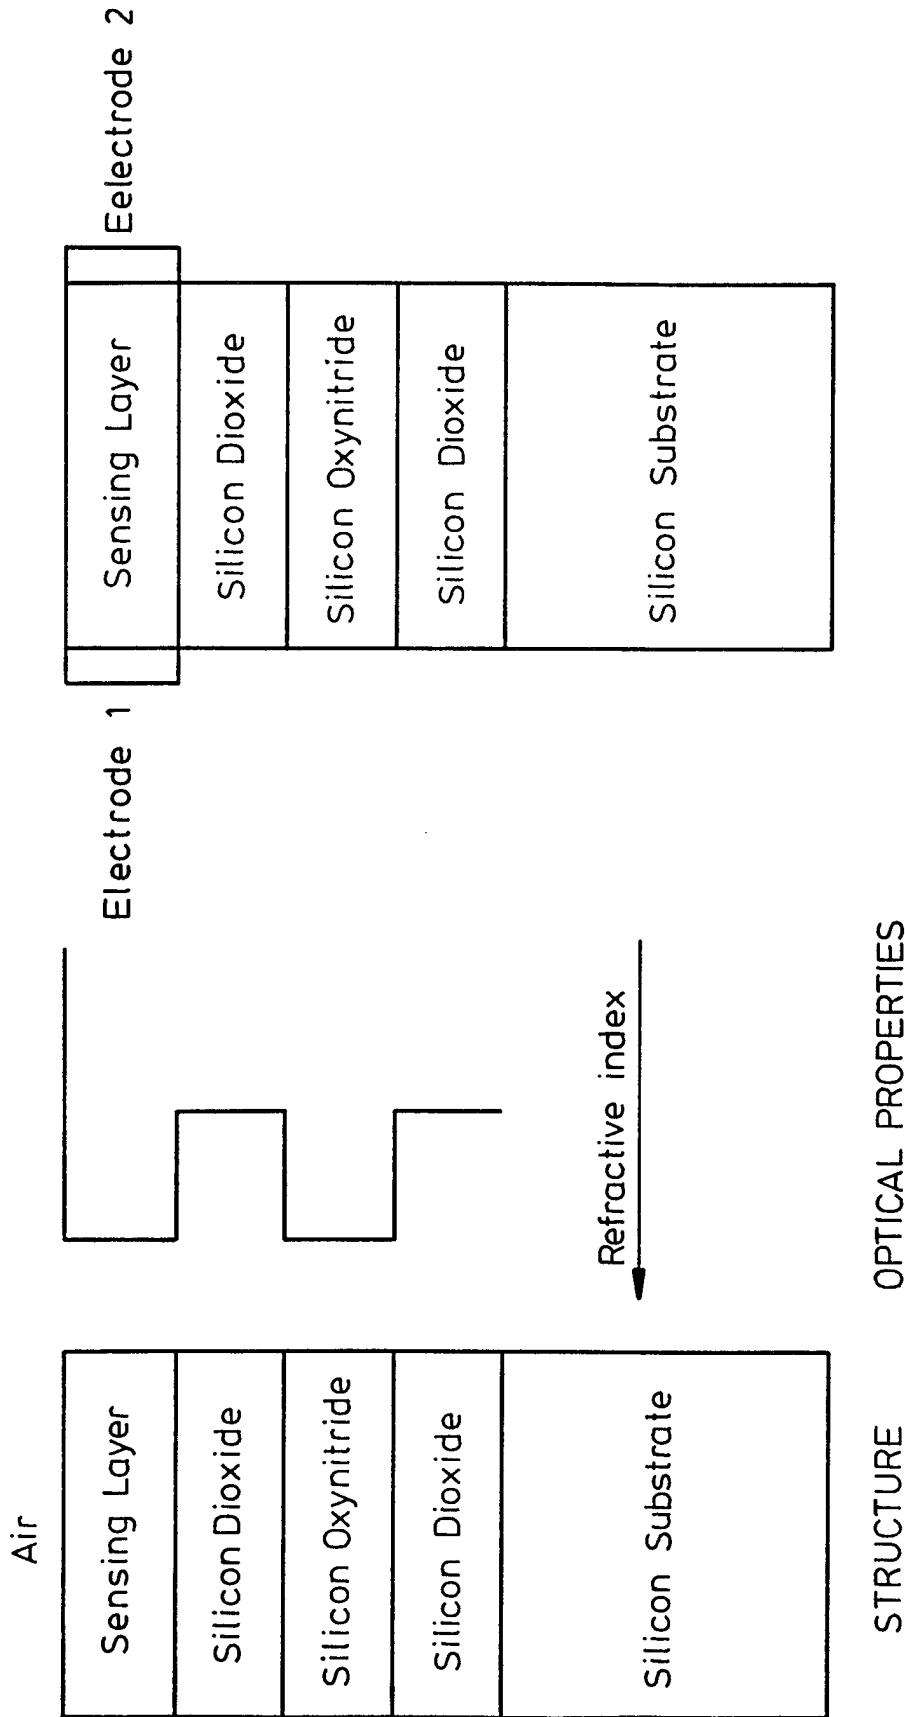 Air
Sensing Layer
Silicon Dioxide
Silicon Oxynitride
Silicon Dioxide
Silicon Substrate
STRUCTURE
Refractive index
OPTICAL PROPERTIES
Electrode 1
Sensing Layer
Eelectrode 2
Silicon Dioxide
Silicon Oxynitride
Silicon Dioxide
Silicon Substrate